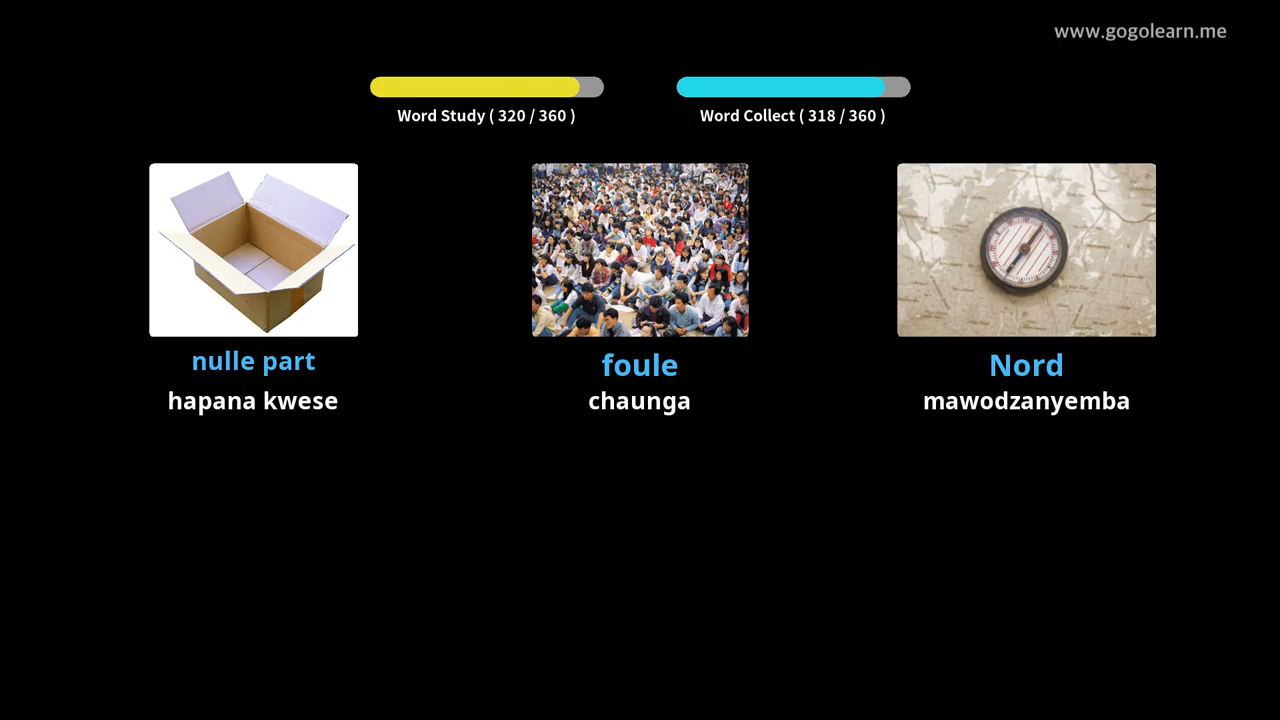 www.gogolearn.me
Word Study ( 320 / 360 )
Word Collect ( 318 / 360 )
nulle part
hapana kwese
foule
chaunga
Nord
mawodzanyemba